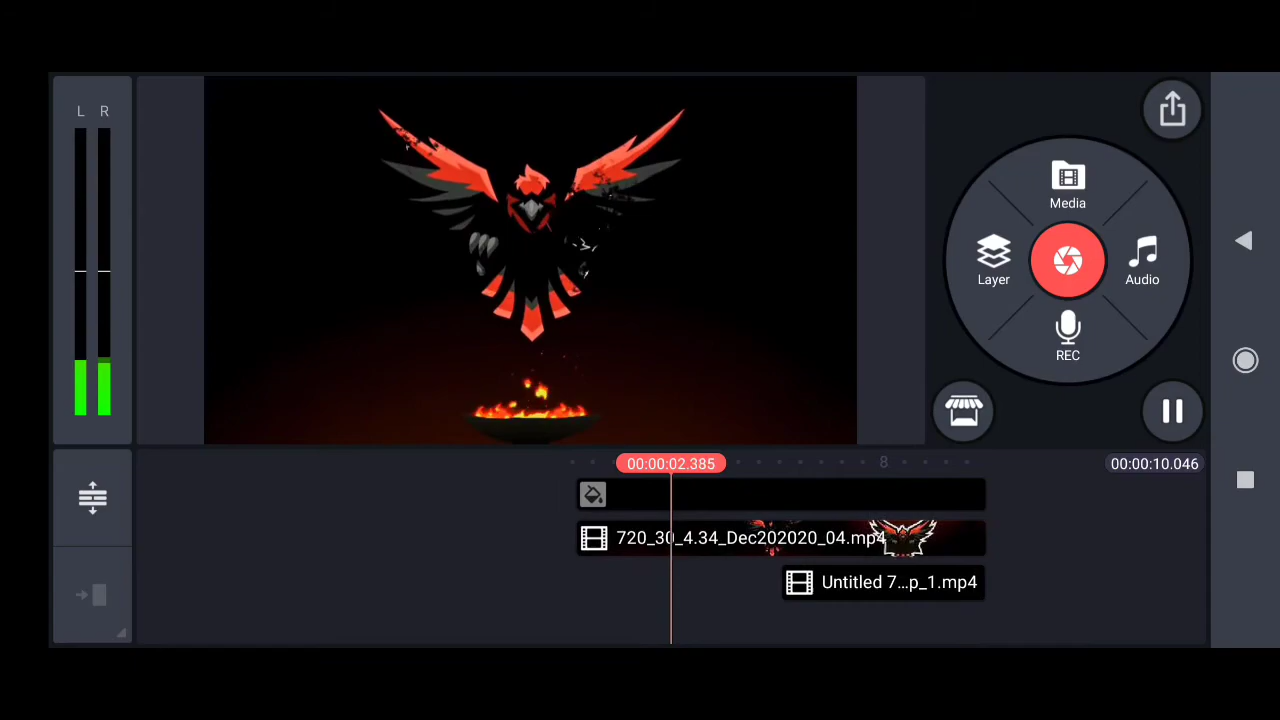 L R
Media
Layer
Audio
REC
00:00:02.385
8
00:00:10.046
720_30_4.34_Dec202020_04.mp4
Untitled 7...p_1.mp4